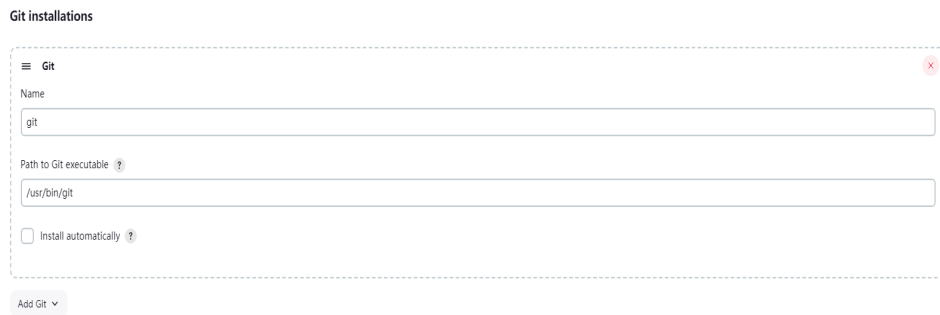 Git installations
Git
X
Name
git
Path to Git executable ?
/usr/bin/git
Install automatically ?
Add Git